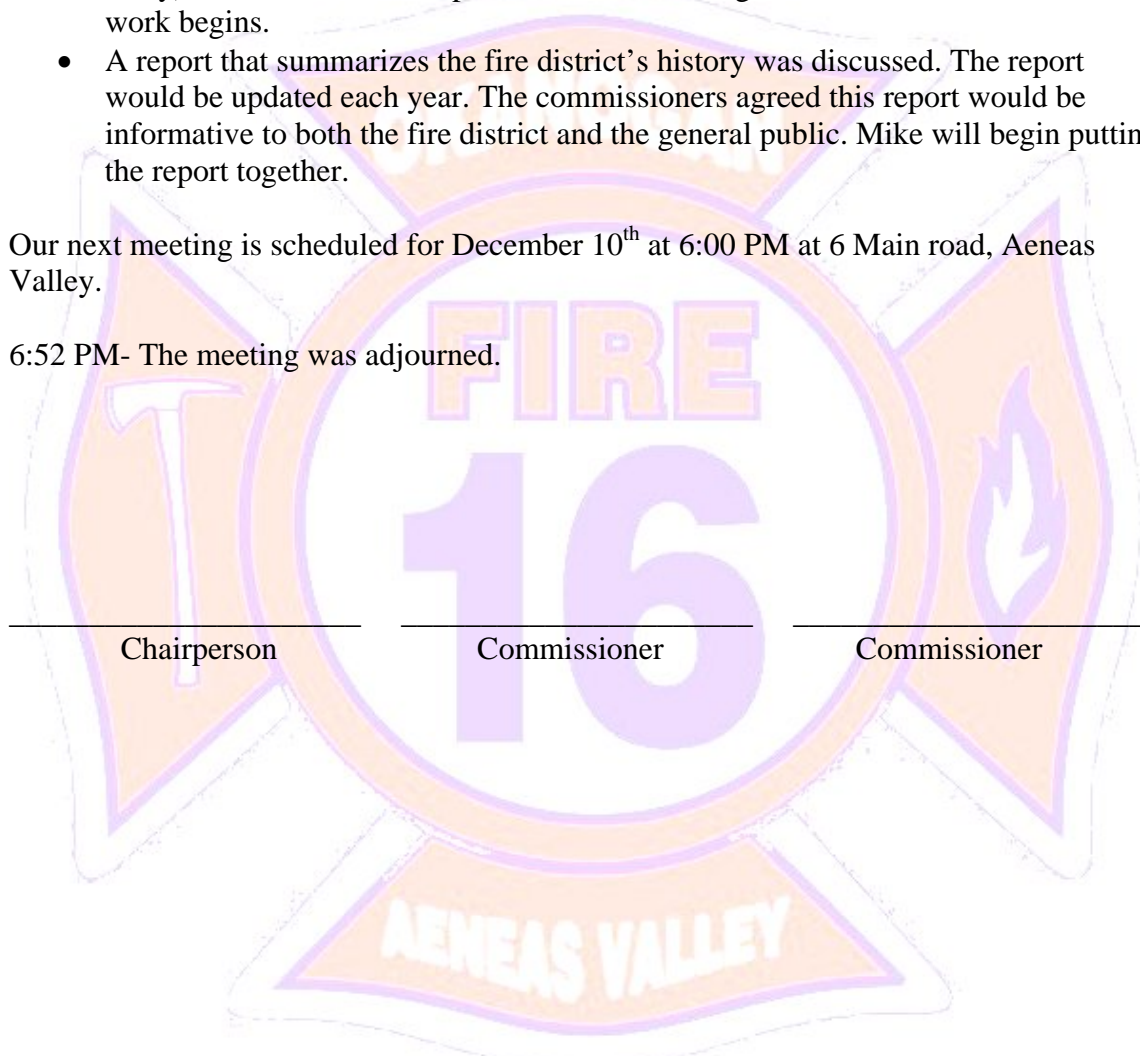 work begins.
• A report that summarizes the fire district’s history was discussed. The report
would be updated each year. The commissioners agreed this report would be
informative to both the fire district and the general public. Mike will begin
the report together.
Our next meeting is scheduled for December 10th at 6:00 PM at 6 Main road, Aeneas
Valley.
6:52 PM- The meeting was adjourned.
OKANOGAN
FIRE
16
Chairperson Commissioner Commissioner
AENEAS VALLEY